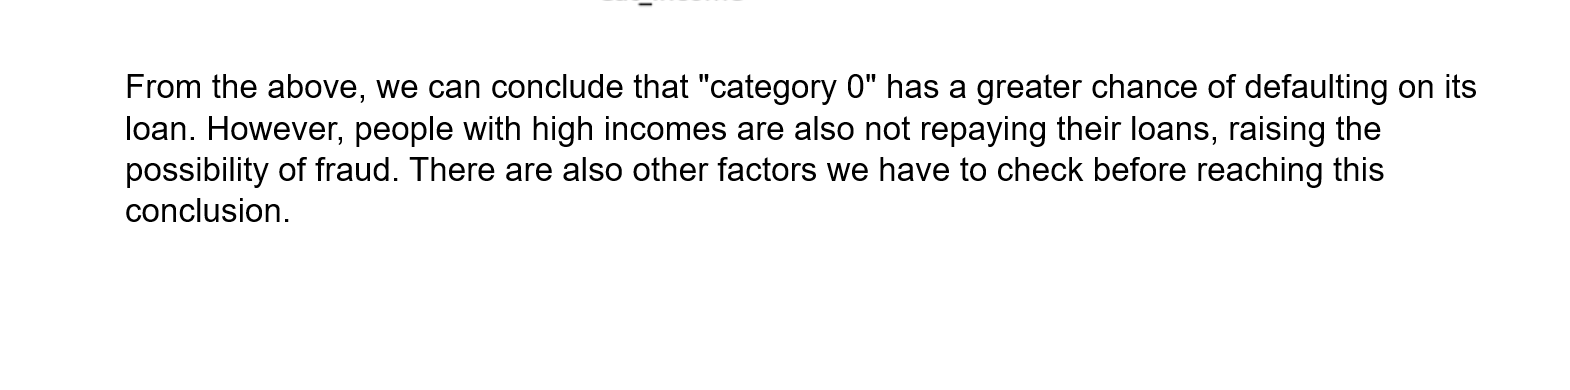 From the above, we can conclude that "category 0" has a greater chance of defaulting on its
loan. However, people with high incomes are also not repaying their loans, raising the
possibility of fraud. There are also other factors we have to check before reaching this
conclusion.